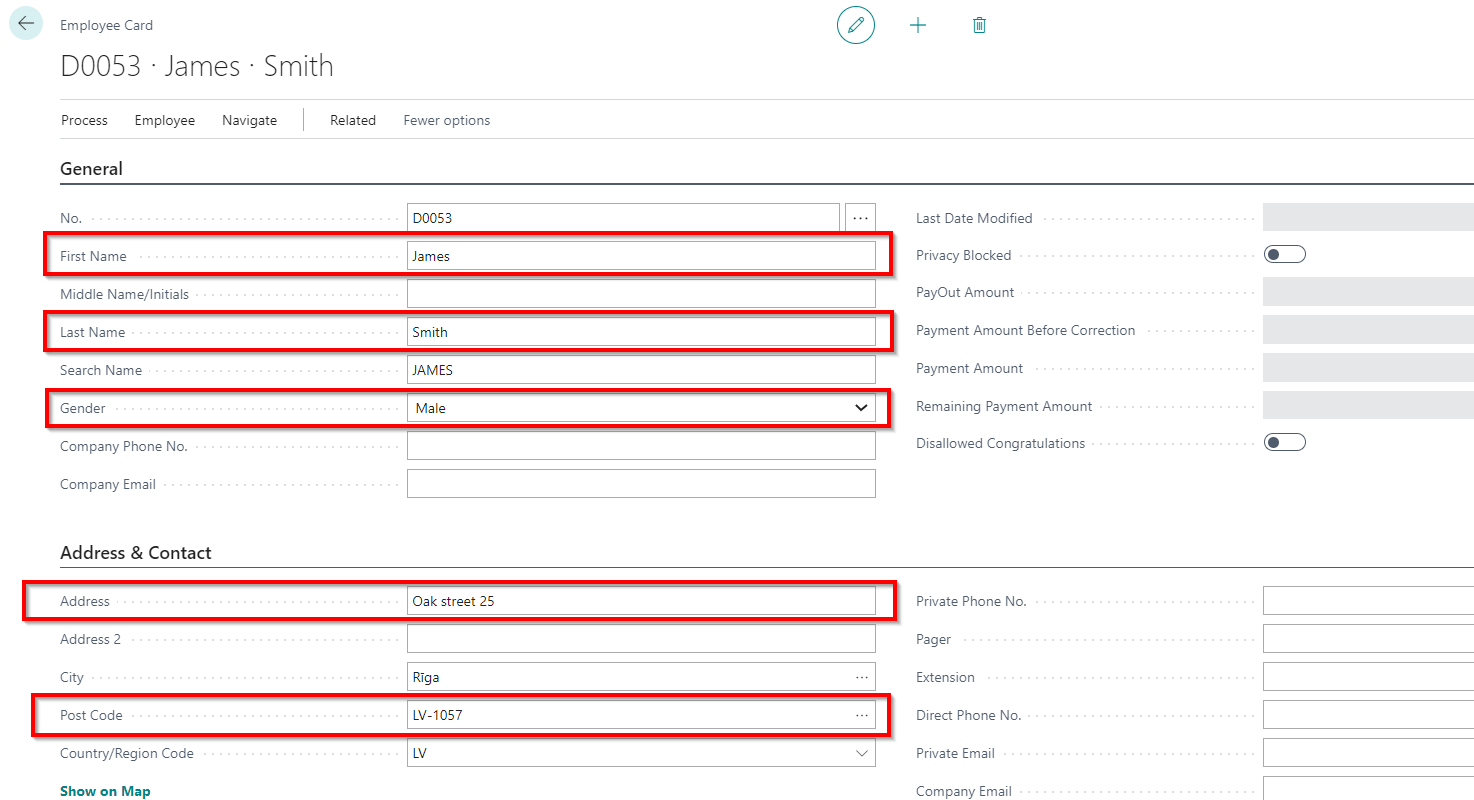 Employee Card
D0053 · James · Smith
Process Employee Navigate Related Fewer options
General
No. D0053 ...
First Name James
Middle Name/Initials
Last Name Smith
Search Name JAMES
Gender Male
Company Phone No.
Company Email
Last Date Modified
Privacy Blocked
PayOut Amount
Payment Amount Before Correction
Payment Amount
Remaining Payment Amount
Disallowed Congratulations
Address & Contact
Address Oak street 25
Address 2
City Rīga ...
Post Code LV-1057 ...
Country/Region Code LV
Show on Map
Private Phone No.
Pager
Extension
Direct Phone No.
Private Email
Company Email